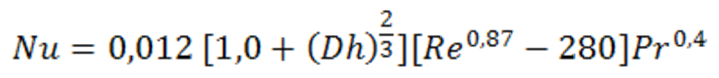 Nu = 0,012 [1,0 + (Dh)^{2/3}][Re^{0,87} − 280]Pr^{0,4}